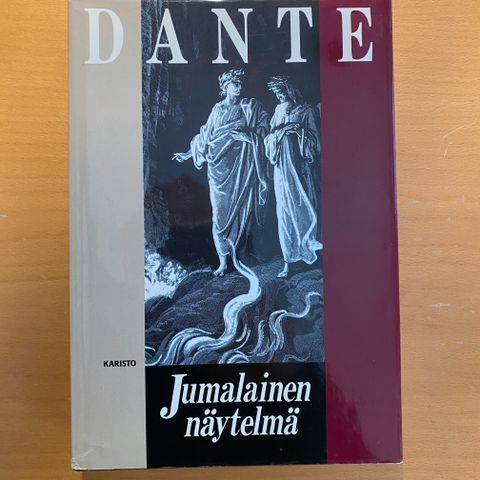 DANTE
KARISTO
Jumalainen
näytelmä